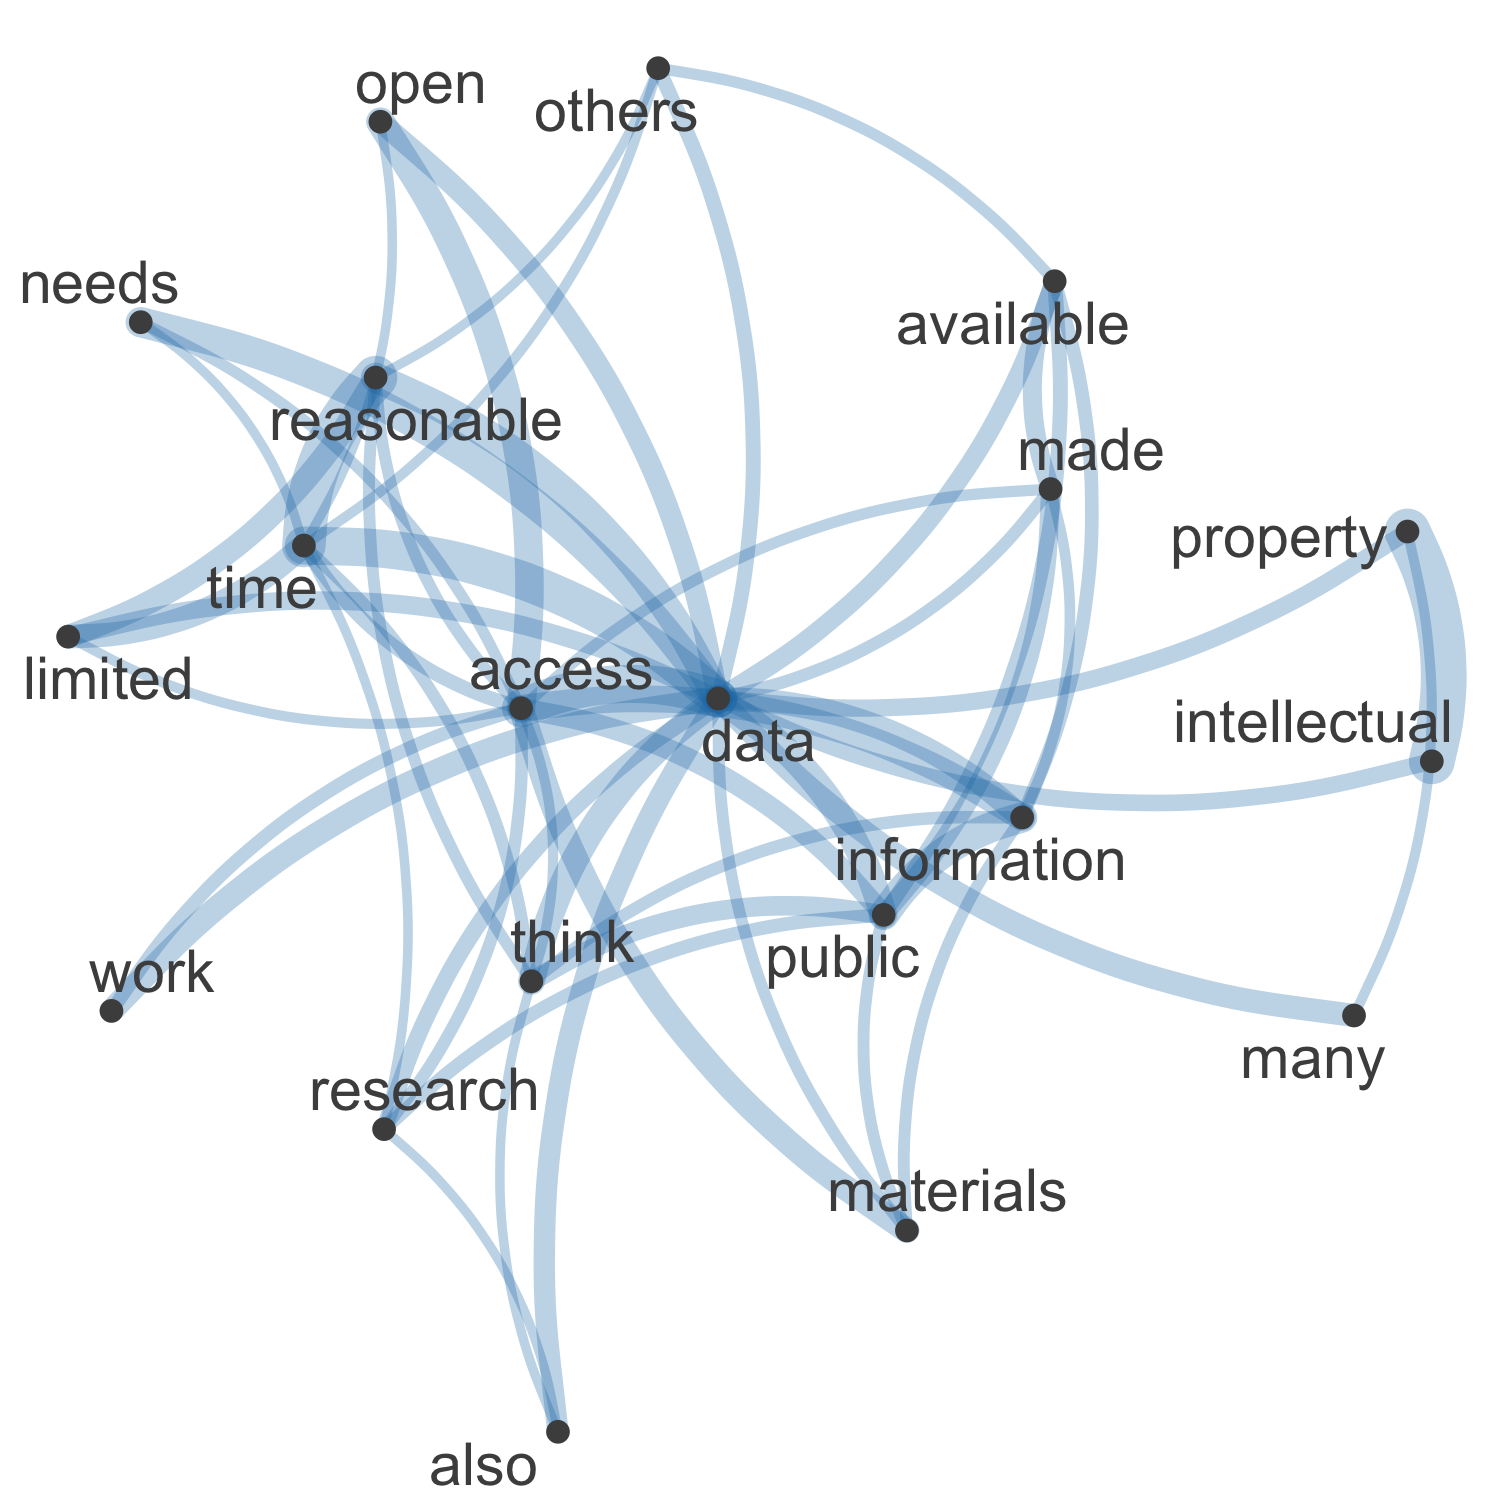 open
others
needs
available
reasonable
made
property
time
limited
access
intellectual
data
information
think
public
work
many
research
materials
also